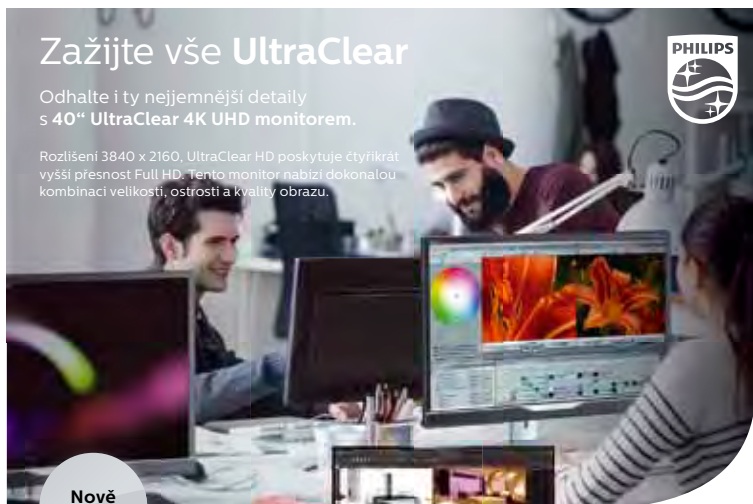 Zažijte vše UltraClear
PHILIPS
Odhalte i ty nejjemnější detaily
s 40“ UltraClear 4K UHD monitorem.
Rozlišení 3840 x 2160, UltraClear HD poskytuje čtyřikrát
vyšší přesnost Full HD. Tento monitor nabízí dokonalou
kombinaci velikosti, ostrosti a kvality obrazu.
Nově